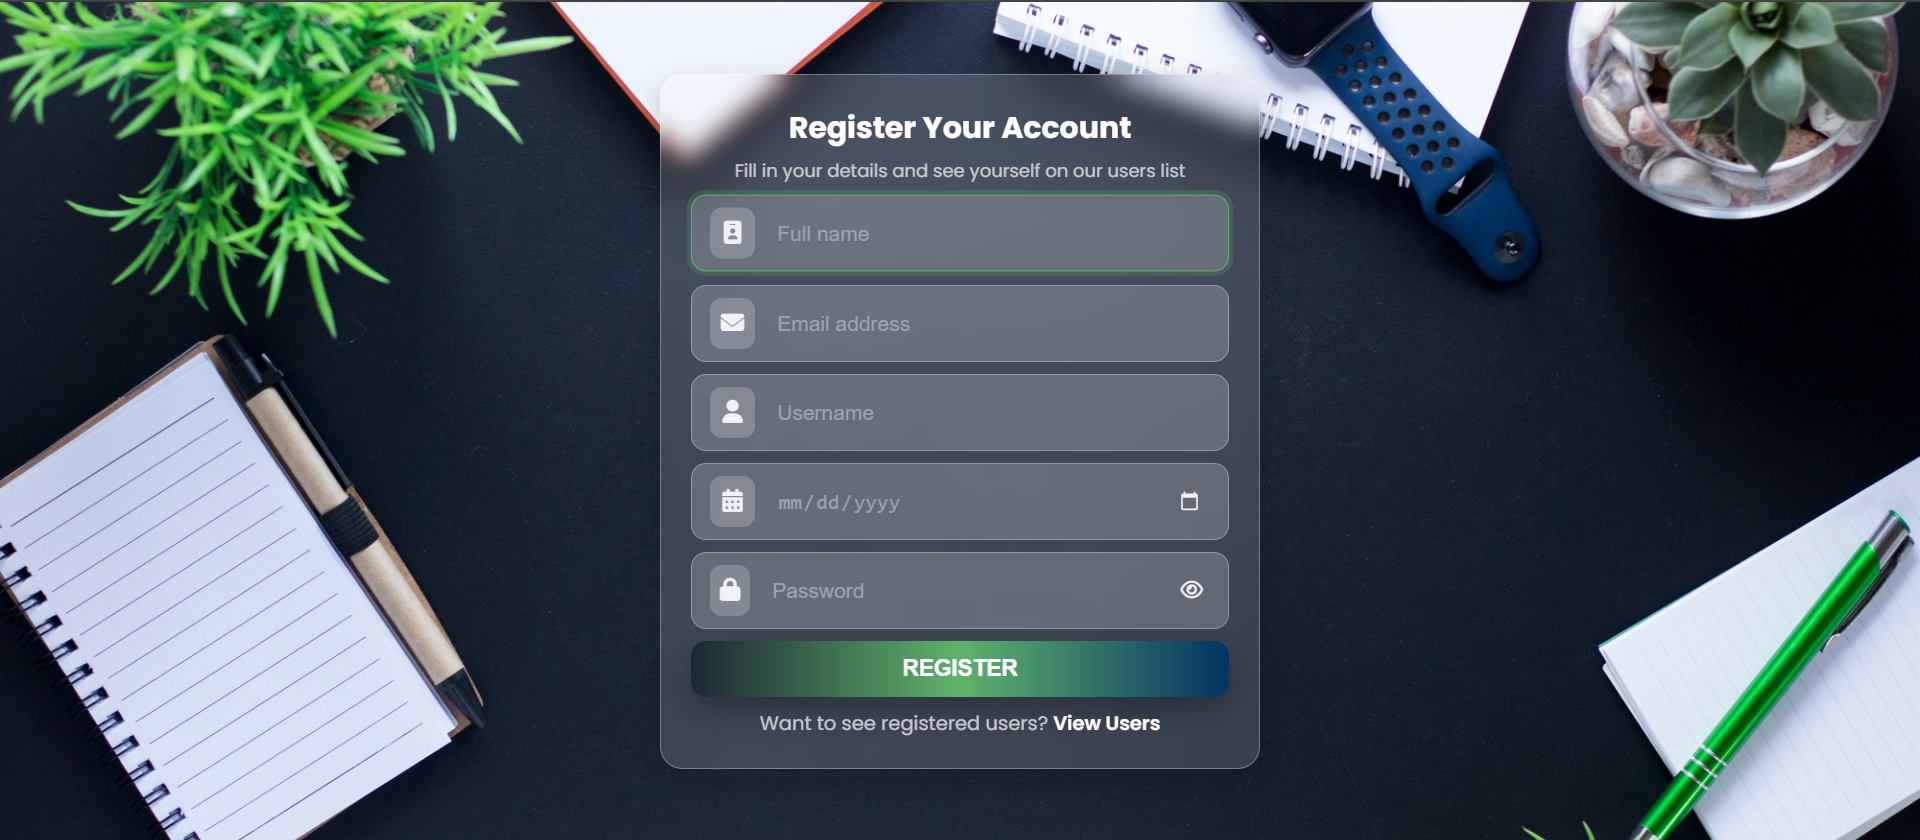 Register Your Account
Fill in your details and see yourself on our users list
Full name
Email address
Username
mm/dd/yyyy
Password
REGISTER
Want to see registered users? View Users